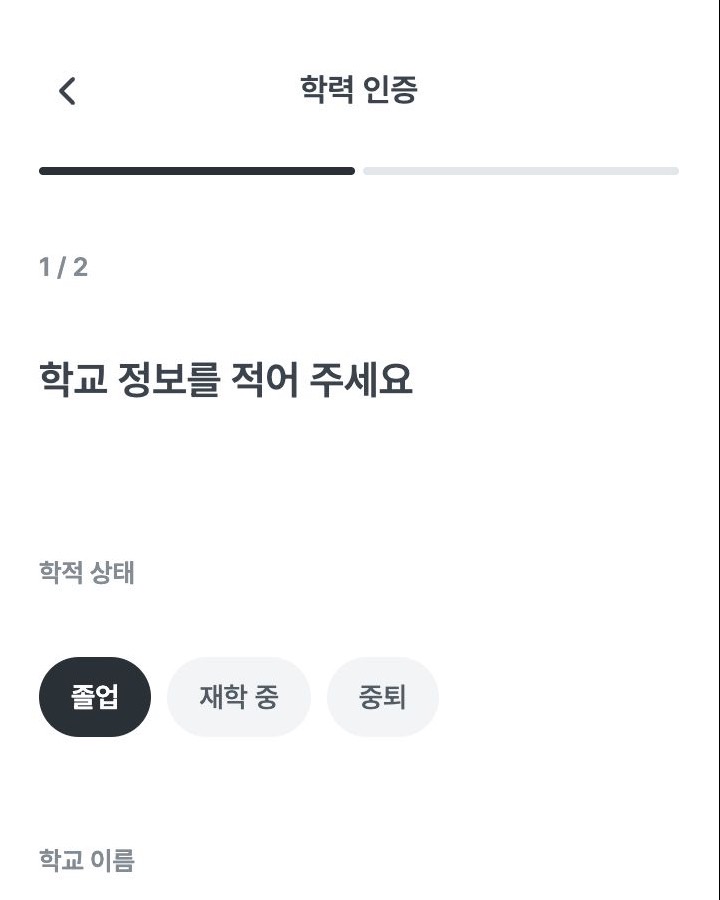 학력 인증
1 / 2
학교 정보를 적어 주세요
학적 상태
졸업 재학 중 중퇴
학교 이름